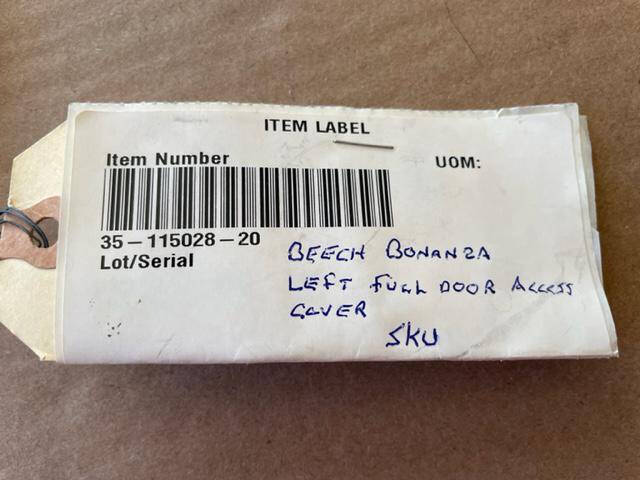 ITEM LABEL
Item Number
UOM:
35-115028-20
Lot/Serial
BEECH BONANZA
LEFT FUEL DOOR ACCESS
COVER
SKU